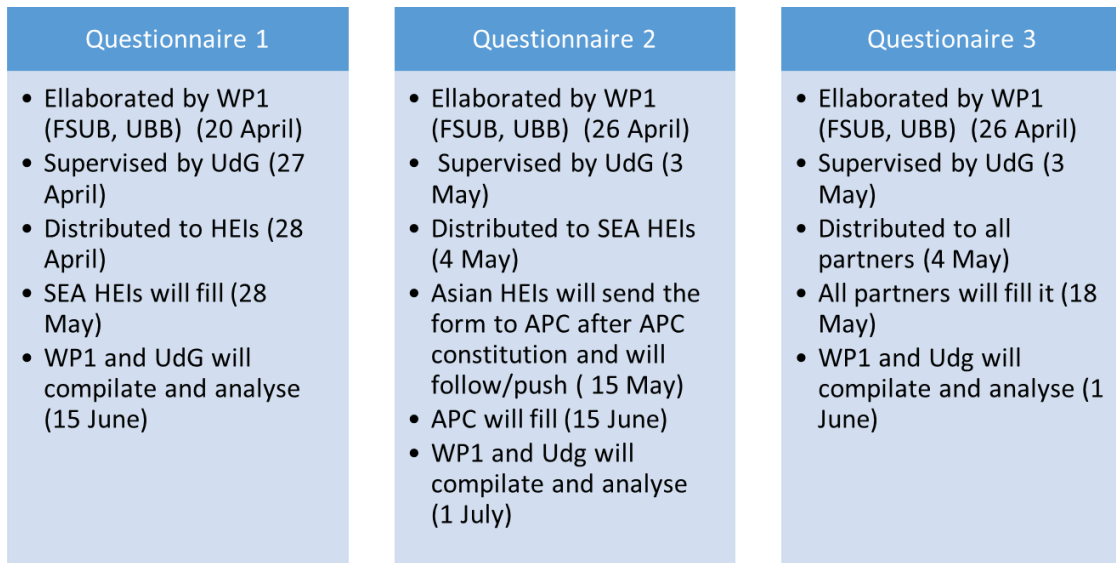 Questionnaire 1
• Ellaborated by WP1
(FSUB, UBB)  (20 April)
• Supervised by UdG (27
April)
• Distributed to HEIs (28
April)
• SEA HEIs will fill (28
May)
• WP1 and UdG will
compilate and analyse
(15 June)
Questionnaire 2
• Ellaborated by WP1
(FSUB, UBB)  (26 April)
•  Supervised by UdG (3
May)
• Distributed to SEA HEIs
(4 May)
• Asian HEIs will send the
form to APC after APC
constitution and will
follow/push ( 15 May)
• APC will fill (15 June)
• WP1 and Udg will
compilate and analyse
(1 July)
Questionaire 3
• Ellaborated by WP1
(FSUB, UBB)  (26 April)
• Supervised by UdG (3
May)
• Distributed to all
partners (4 May)
• All partners will fill it (18
May)
• WP1 and Udg will
compilate and analyse (1
June)